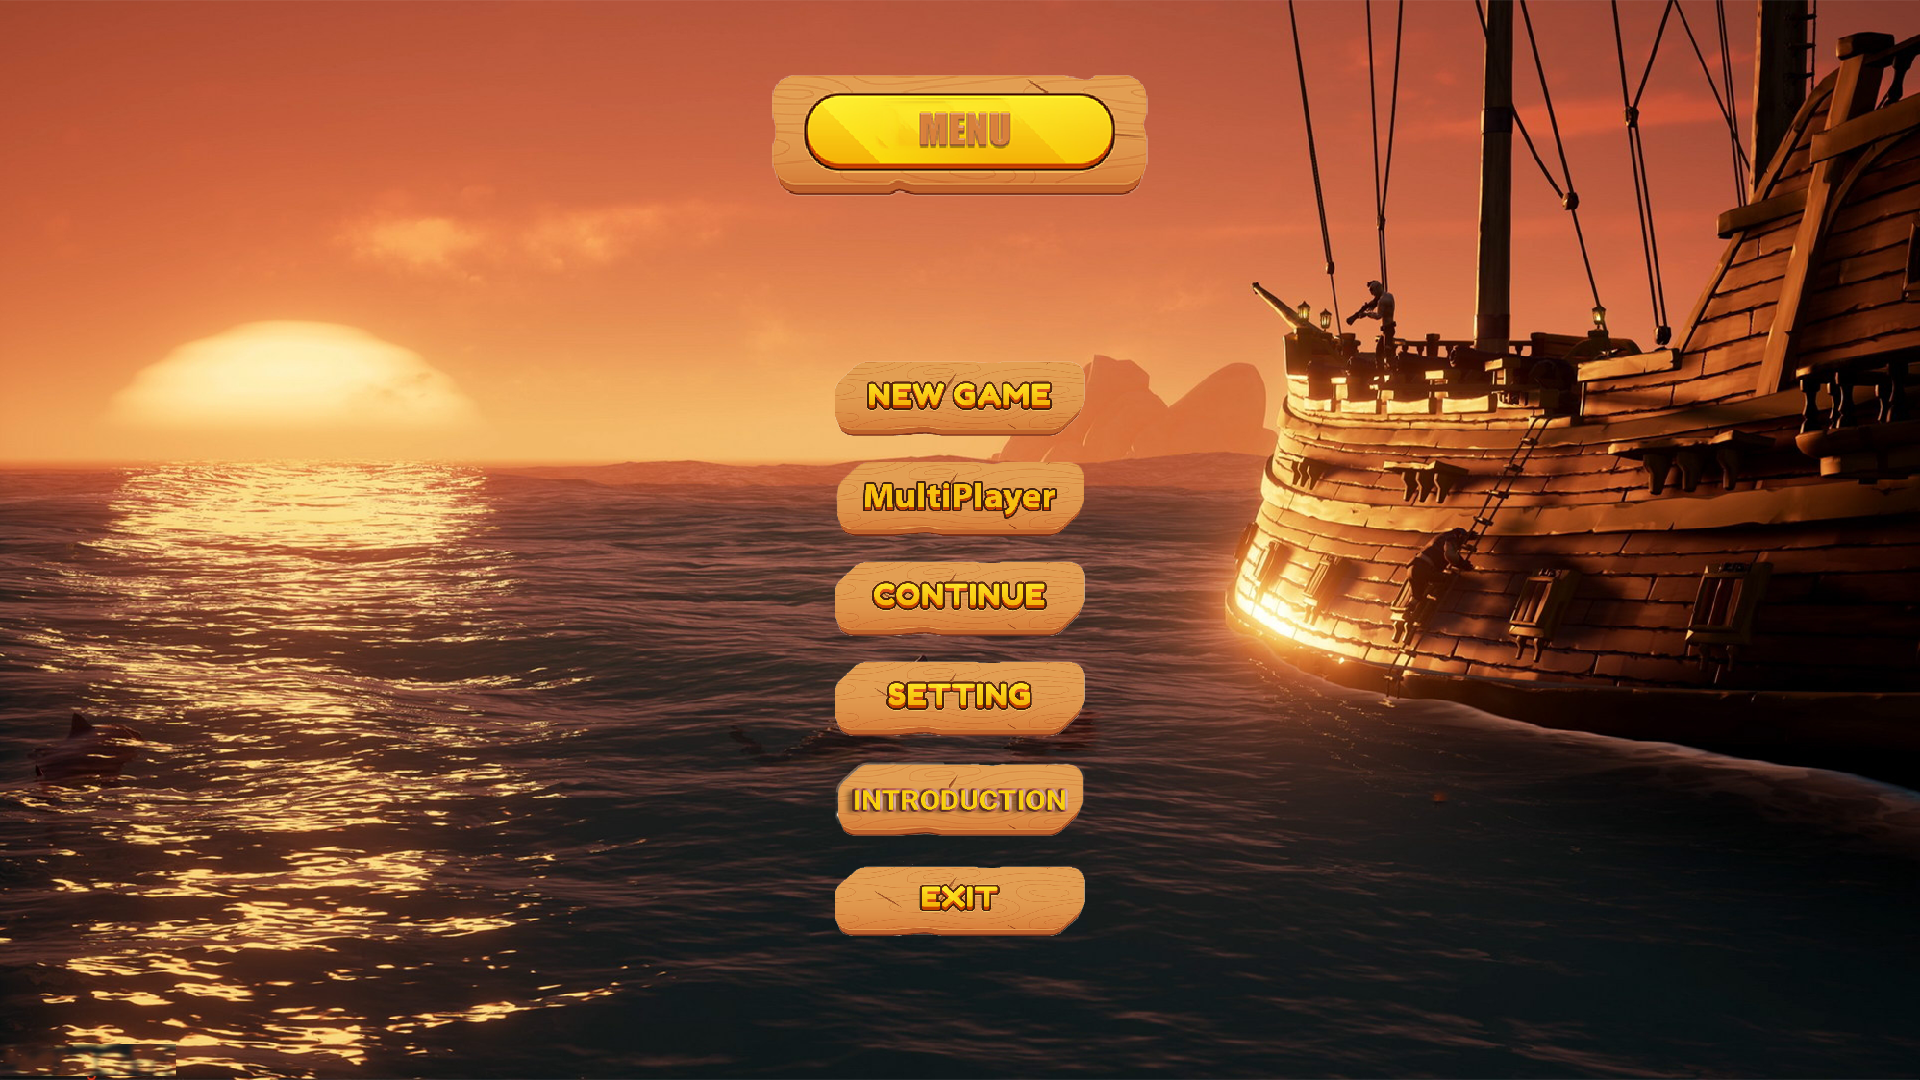 MENU
NEW GAME
MultiPlayer
CONTINUE
SETTING
INTRODUCTION
EXIT